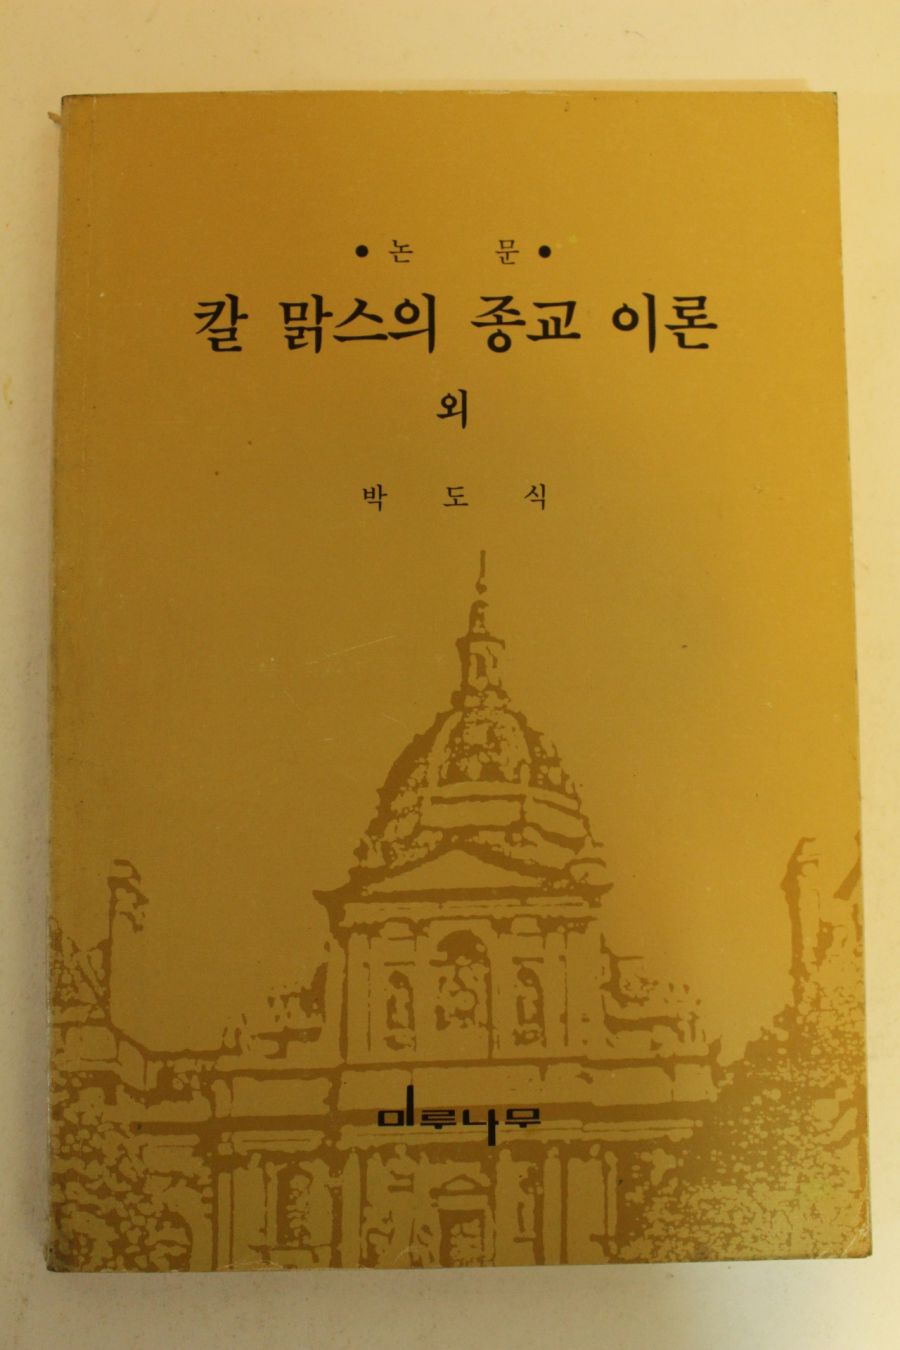 • 논 문 •
칼 맑스의 종교 이론
외
박 도 식
미루나무